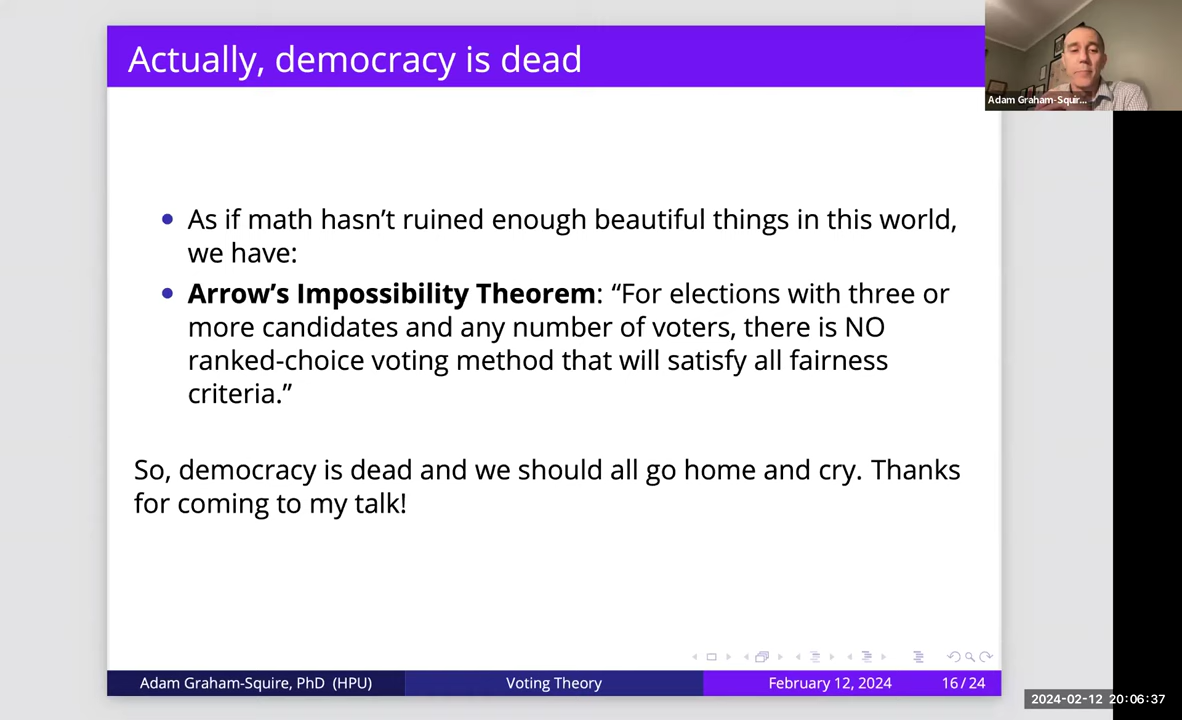 Actually, democracy is dead
Adam Graham-Squir...
• As if math hasn’t ruined enough beautiful things in this world,
we have:
• Arrow’s Impossibility Theorem: “For elections with three or
more candidates and any number of voters, there is NO
ranked-choice voting method that will satisfy all fairness
criteria.”
So, democracy is dead and we should all go home and cry. Thanks
for coming to my talk!
Adam Graham-Squire, PhD (HPU) Voting Theory February 12, 2024 16/24
2024-02-12 20:06:37